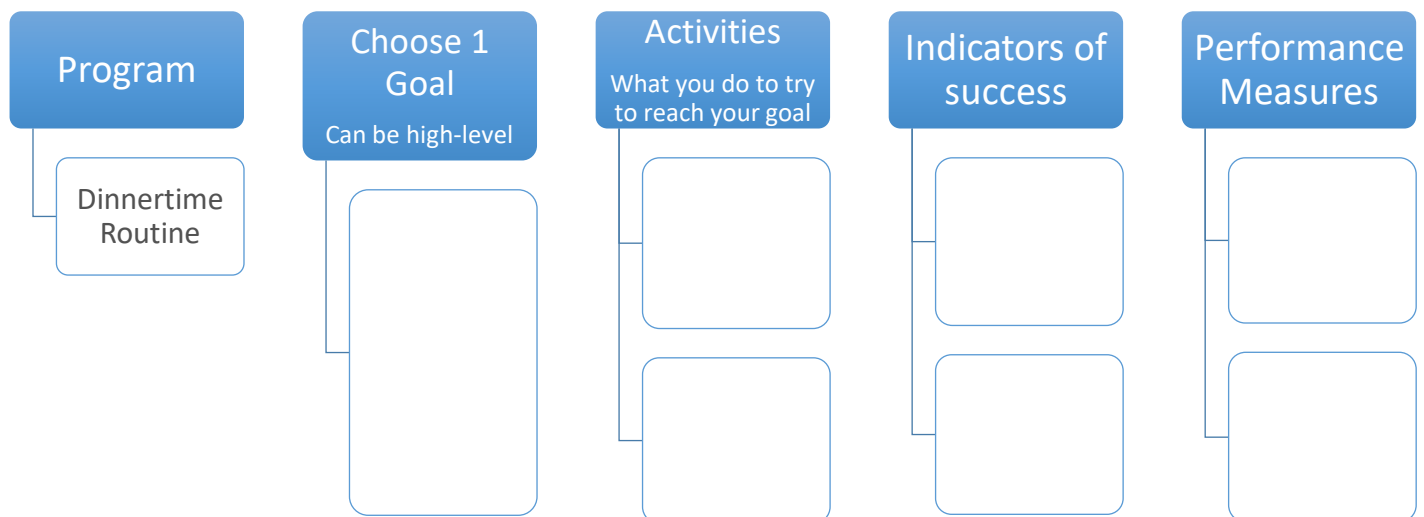 Program
Dinnertime
Routine
Choose 1
Goal
Can be high-level
Activities
What you do to try
to reach your goal
Indicators of
success
Performance
Measures